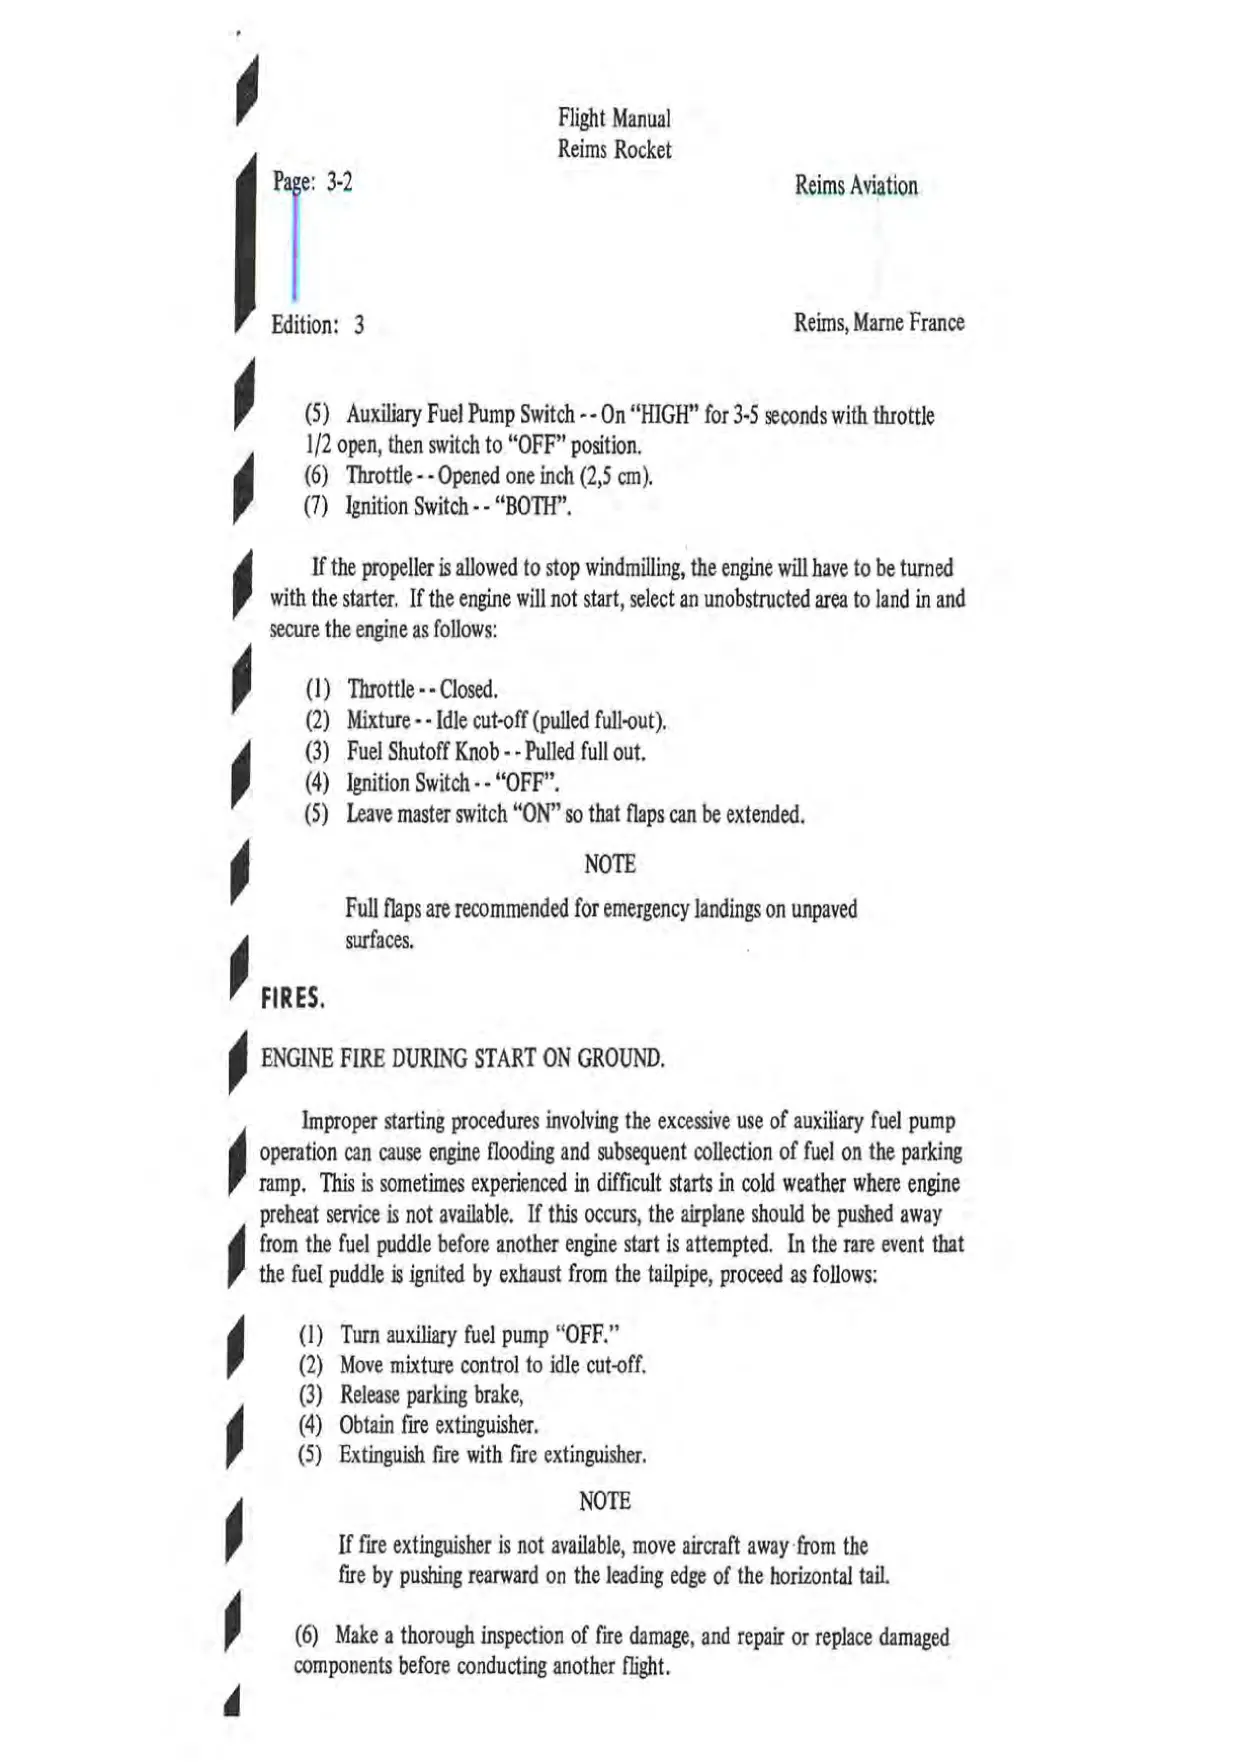 Flight Manual
Reims Rocket
Page: 3-2
Reims Aviation
Edition: 3
Reims, Marne France
(5) Auxiliary Fuel Pump Switch -- On “HIGH” for 3-5 seconds with throttle
1/2 open, then switch to “OFF” position.
(6) Throttle -- Opened one inch (2,5 cm).
(7) Ignition Switch -- “BOTH”.
If the propeller is allowed to stop windmilling, the engine will have to be turned
with the starter. If the engine will not start, select an unobstructed area to land in and
secure the engine as follows:
(1) Throttle -- Closed.
(2) Mixture -- Idle cut-off (pulled full-out).
(3) Fuel Shutoff Knob -- Pulled full out.
(4) Ignition Switch -- “OFF”.
(5) Leave master switch “ON” so that flaps can be extended.
NOTE
Full flaps are recommended for emergency landings on unpaved
surfaces.
FIRES.
ENGINE FIRE DURING START ON GROUND.
Improper starting procedures involving the excessive use of auxiliary fuel pump
operation can cause engine flooding and subsequent collection of fuel on the parking
ramp. This is sometimes experienced in difficult starts in cold weather where engine
preheat service is not available. If this occurs, the airplane should be pushed away
from the fuel puddle before another engine start is attempted. In the rare event that
the fuel puddle is ignited by exhaust from the tailpipe, proceed as follows:
(1) Turn auxiliary fuel pump “OFF.”
(2) Move mixture control to idle cut-off.
(3) Release parking brake,
(4) Obtain fire extinguisher.
(5) Extinguish fire with fire extinguisher.
NOTE
If fire extinguisher is not available, move aircraft away from the
fire by pushing rearward on the leading edge of the horizontal tail.
(6) Make a thorough inspection of fire damage, and repair or replace damaged
components before conducting another flight.